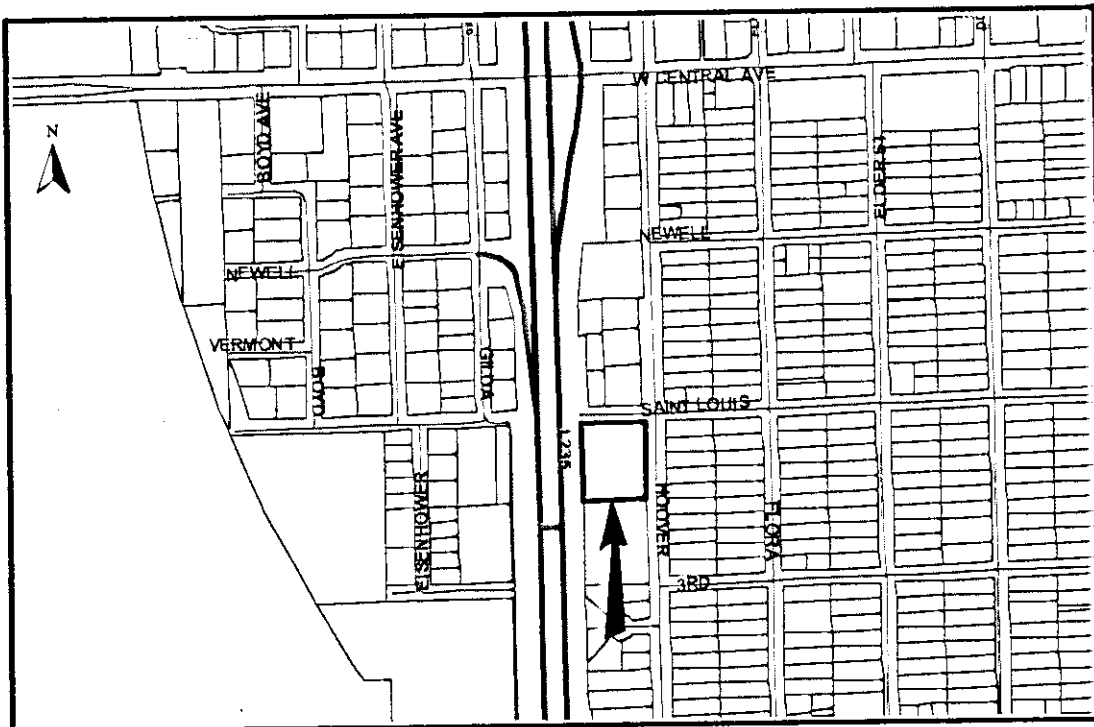 W CENTRAL AVE
N
BOYD AVE
EISENHOWER AVE
ELDER ST
NEWELL
NEWELL
VERMONT
BOYD
GILDA
SAINT LOUIS
I-235
HOOVER
FLORA
EISENHOWER
3RD